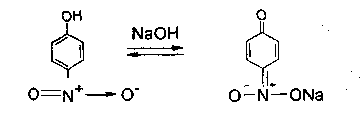 OH
O
NaOH
O=N⁺→O⁻
O⁻ N⁺ ONa